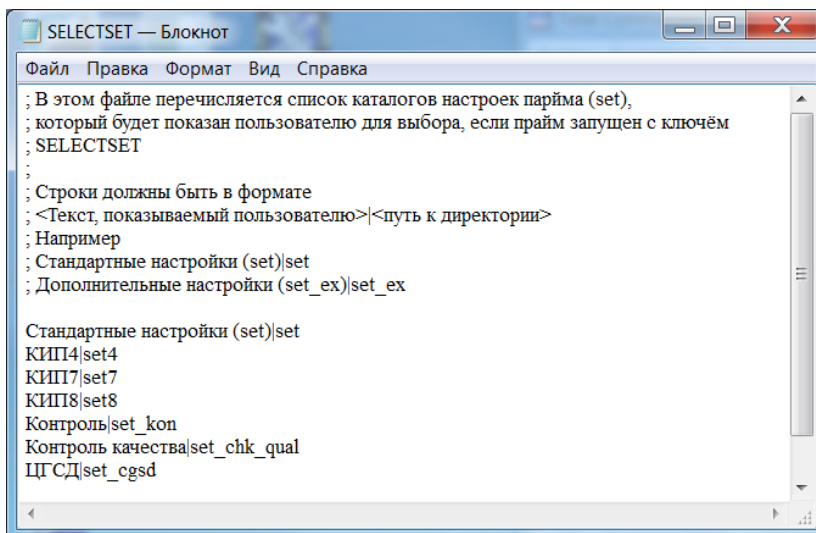 SELECTSET — Блокнот
Файл Правка Формат Вид Справка
; В этом файле перечисляется список каталогов настроек парйма (set),
; который будет показан пользователю для выбора, если прайм запущен с ключём
; SELECTSET
;
; Строки должны быть в формате
; <Текст, показываемый пользователю>|<путь к директории>
; Например
; Стандартные настройки (set)|set
; Дополнительные настройки (set_ex)|set_ex
Стандартные настройки (set)|set
КИП4|set4
КИП7|set7
КИП8|set8
Контроль|set_kon
Контроль качества|set_chk_qual
ЦГСД|set_cgsd